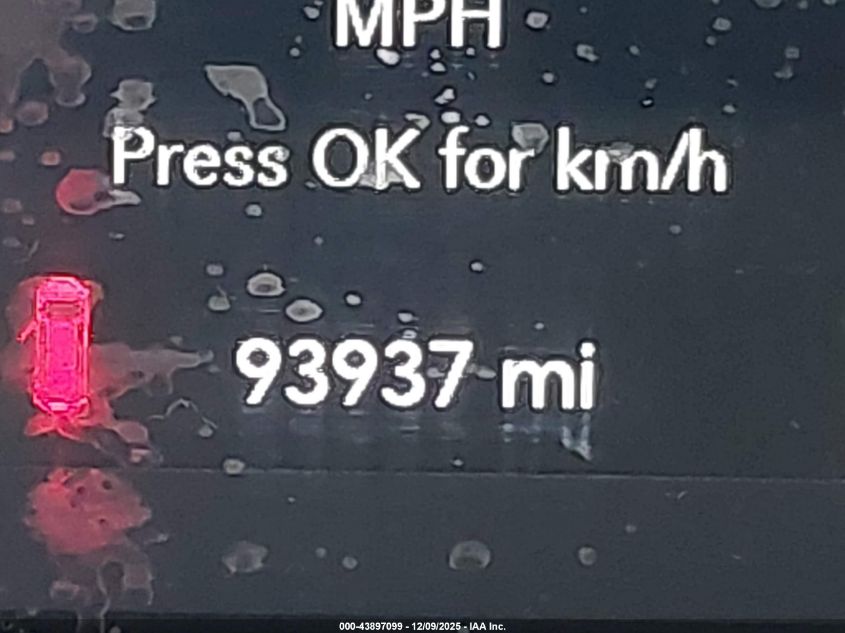 MPH
Press OK for km/h
93937 mi
000-43897099 - 12/09/2025 - IAA Inc.